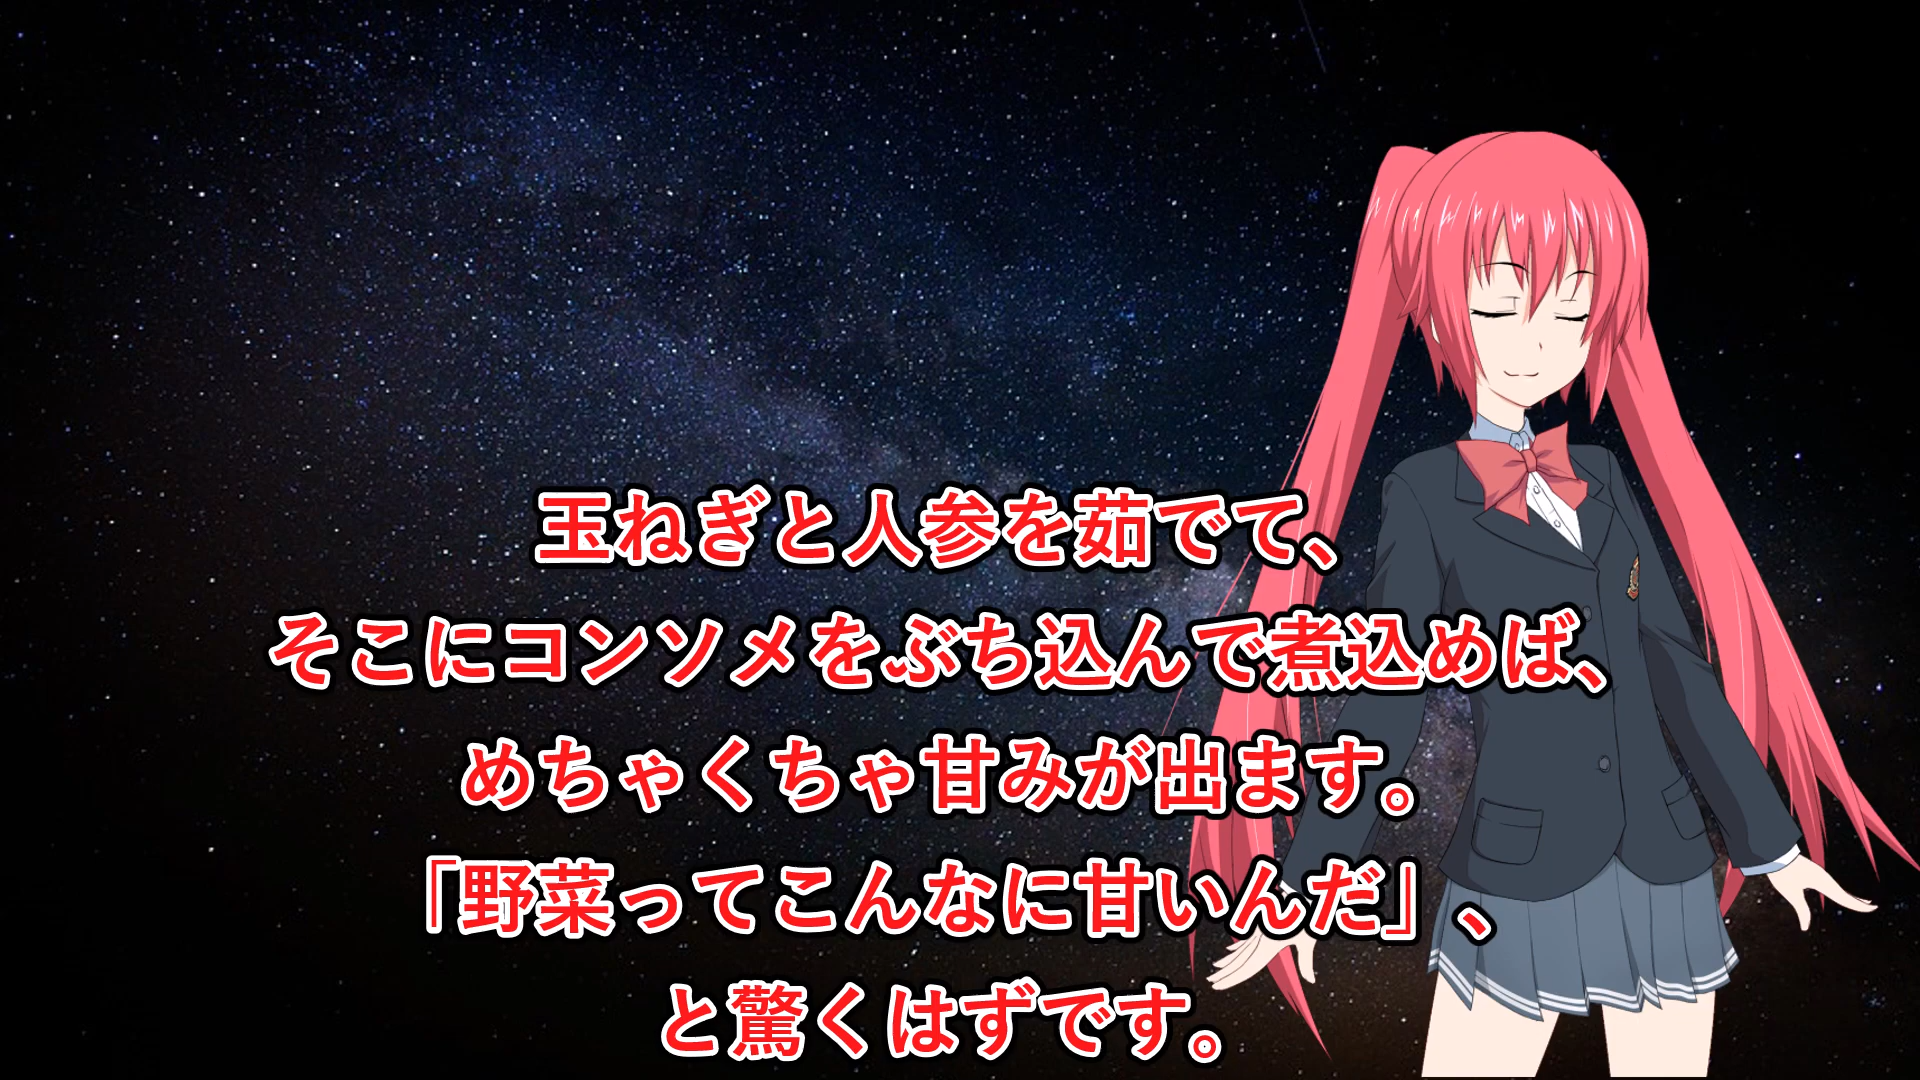 玉ねぎと人参を茹でて、
そこにコンソメをぶち込んで煮込めば、
めちゃくちゃ甘みが出ます。
「野菜ってこんなに甘いんだ」、
と驚くはずです。